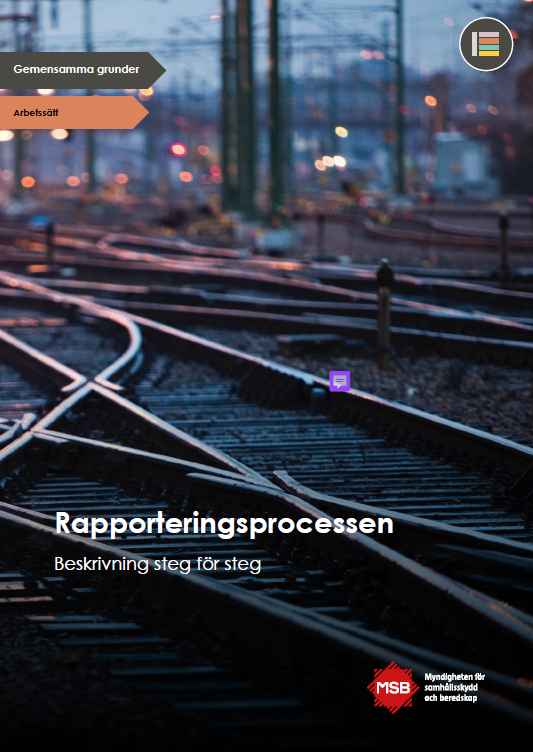 Gemensamma grunder
Arbetssätt
Rapporteringsprocessen
Beskrivning steg för steg
MSB
Myndigheten för
samhällsskydd
och beredskap